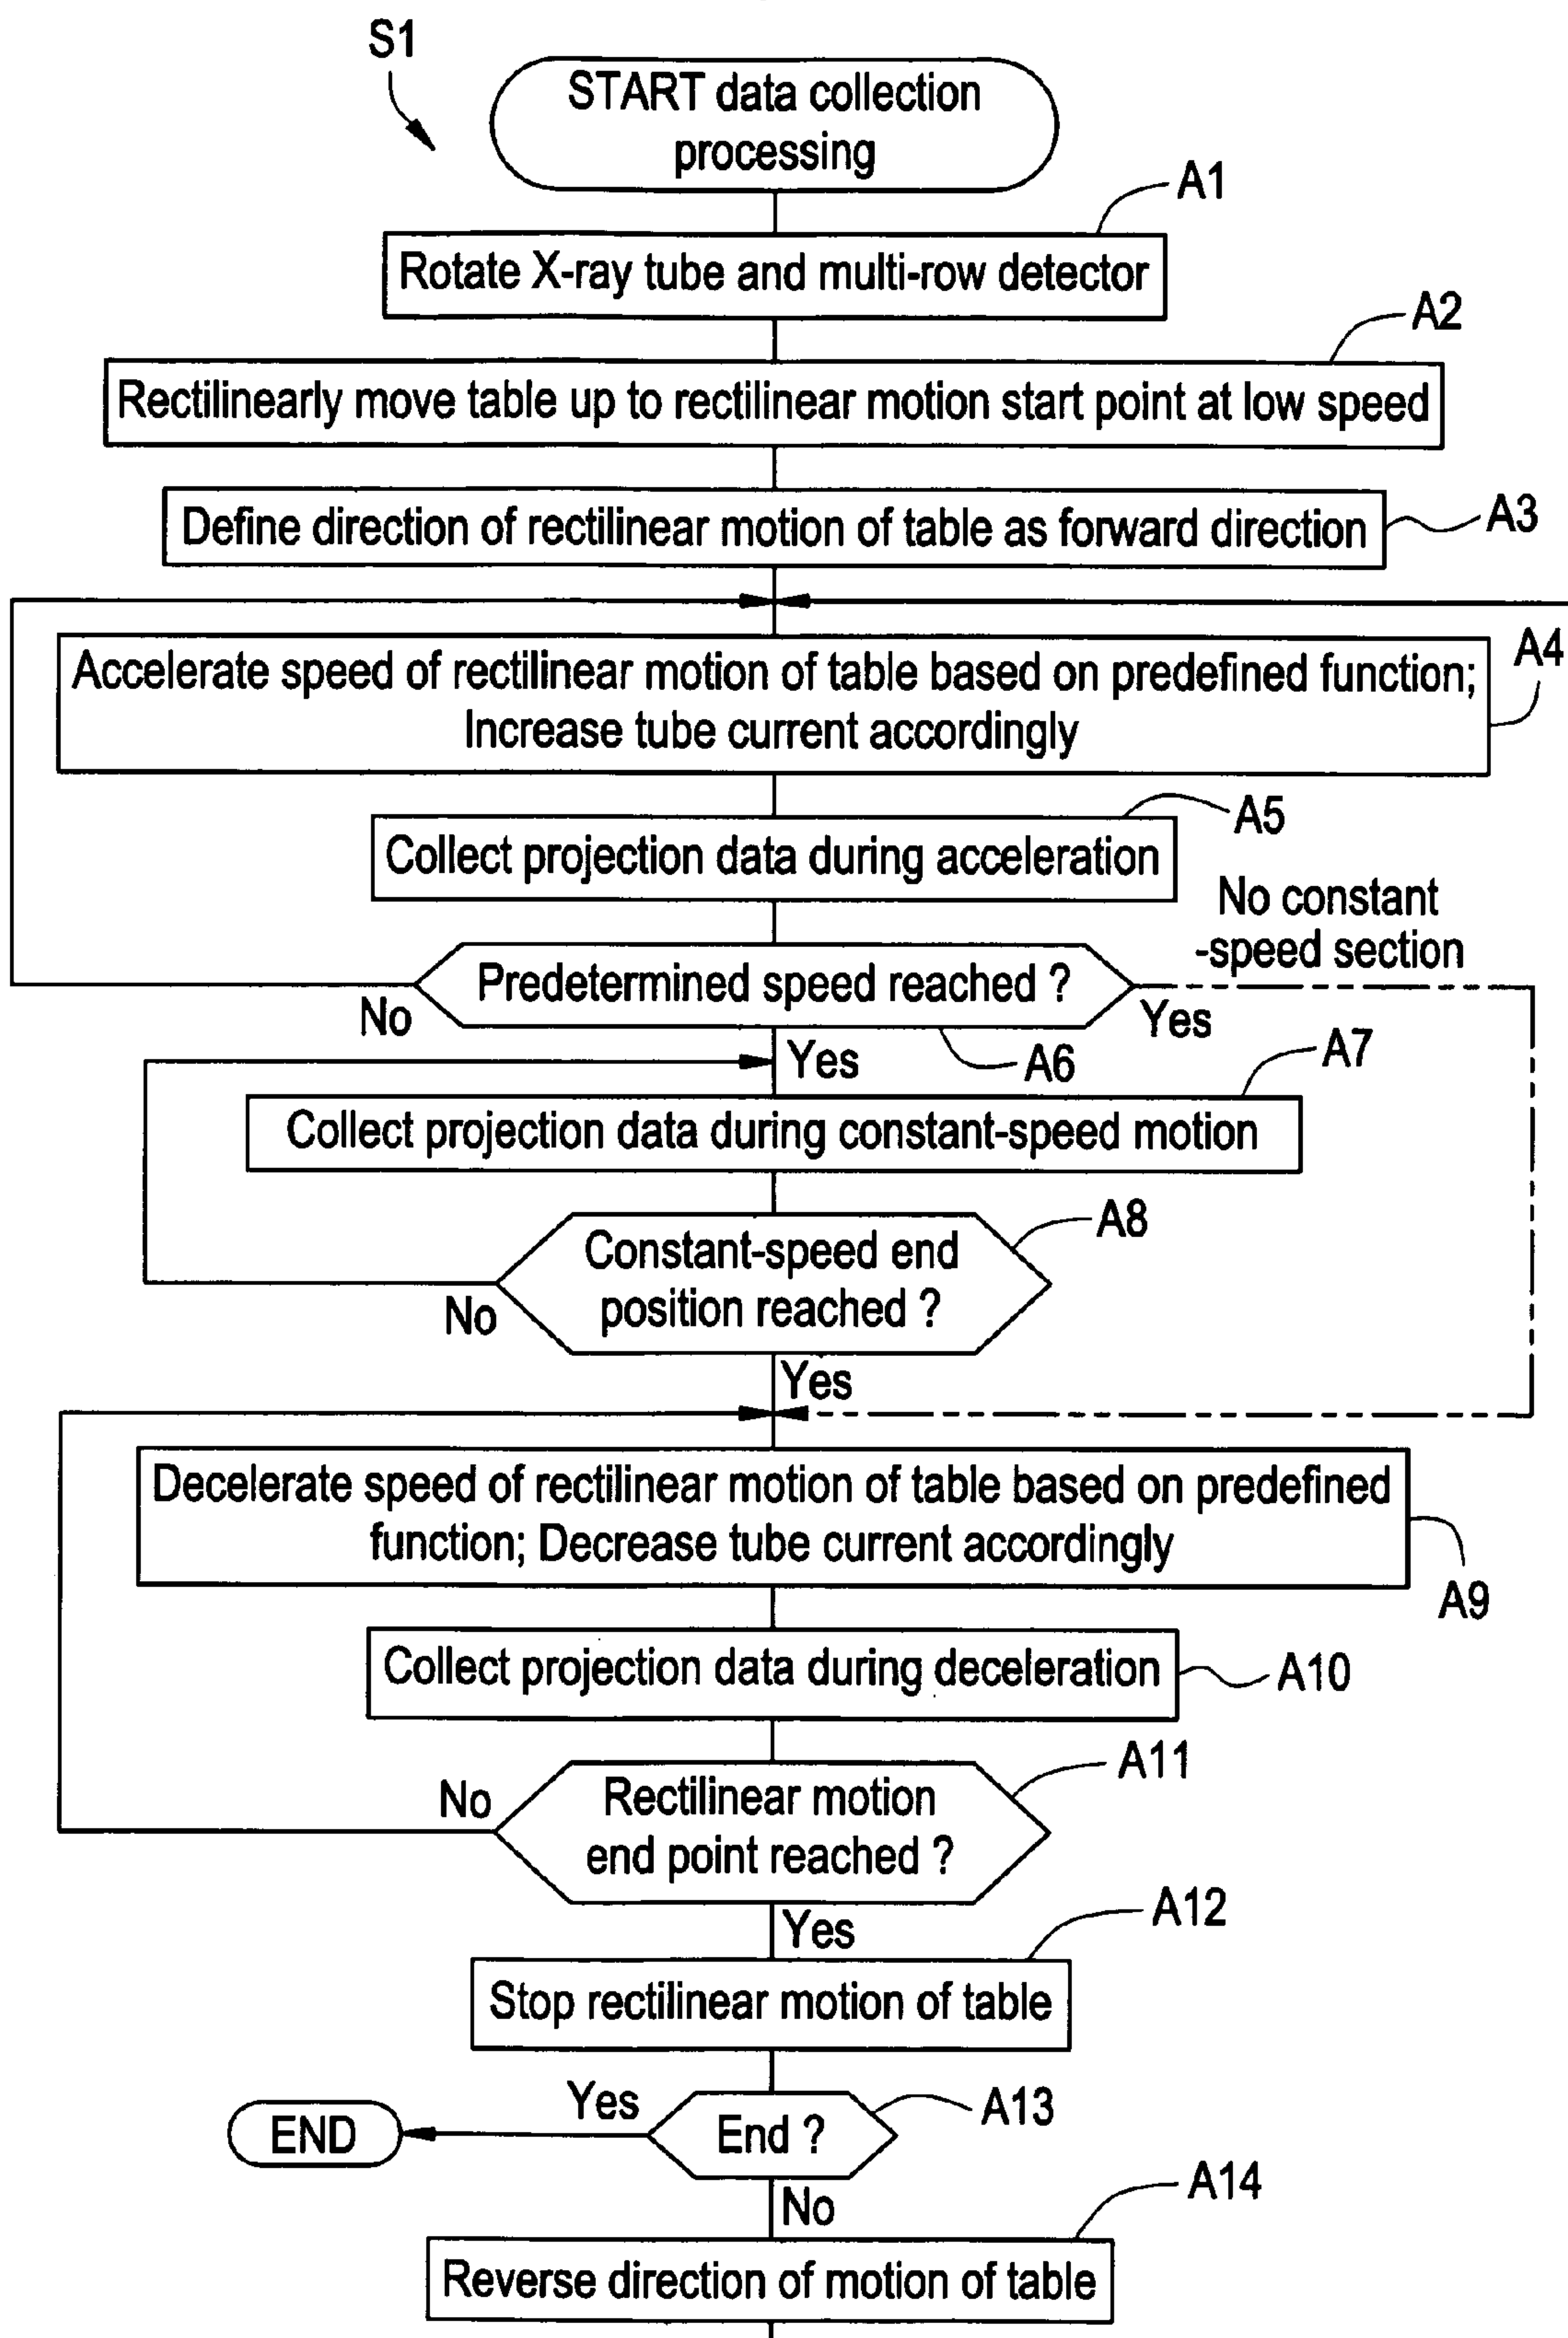 S1
START data collection
processing
A1
Rotate X-ray tube and multi-row detector
A2
Rectilinearly move table up to rectilinear motion start point at low speed
Define direction of rectilinear motion of table as forward direction
A3
Accelerate speed of rectilinear motion of table based on predefined function;
Increase tube current accordingly
A4
A5
Collect projection data during acceleration
No constant
-speed section
Predetermined speed reached ?
No
Yes
Yes
A6
A7
Collect projection data during constant-speed motion
A8
Constant-speed end
position reached ?
No
Yes
Decelerate speed of rectilinear motion of table based on predefined
function; Decrease tube current accordingly
A9
Collect projection data during deceleration
A10
A11
No
Rectilinear motion
end point reached ?
Yes
A12
Stop rectilinear motion of table
Yes
A13
END
End ?
No
A14
Reverse direction of motion of table